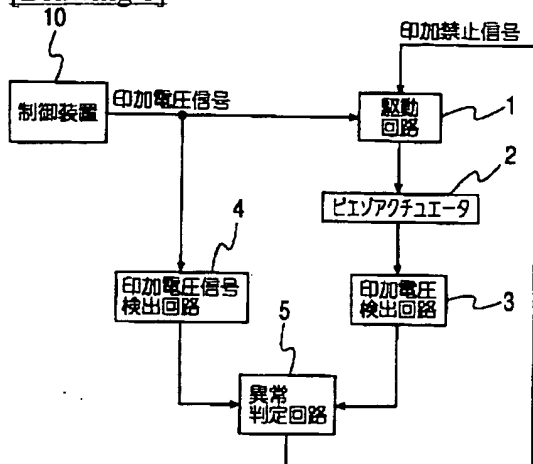 10
印加禁止信号
制御装置
印加電圧信号
駆動
回路
1
2
ピエゾアクチュエータ
4
印加電圧信号
検出回路
印加電圧
検出回路
3
5
異常
判定回路